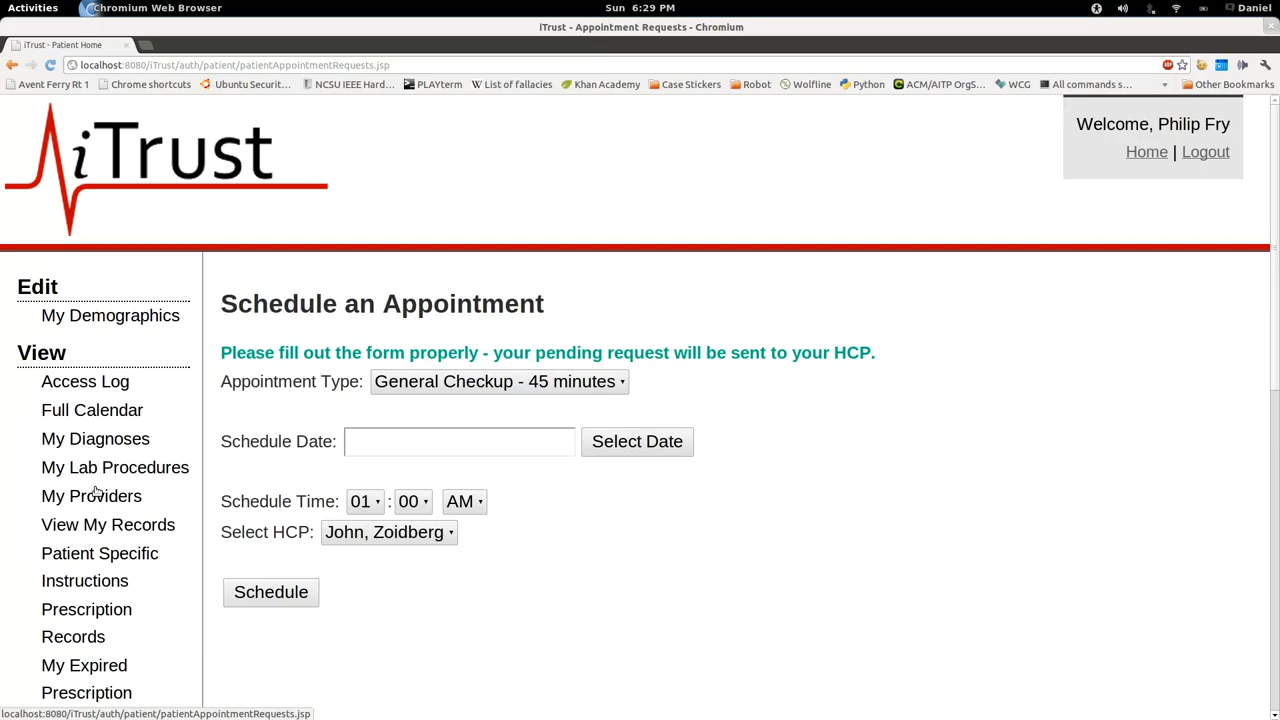 Activities Chromium Web Browser Sun 6:29 PM Daniel
iTrust - Appointment Requests - Chromium
iTrust - Patient Home
localhost:8080/iTrust/auth/patient/patientAppointmentRequests.jsp
Avent Ferry Rt 1 Chrome shortcuts Ubuntu Securit... NCSU IEEE Hard... PLAYterm List of fallacies Khan Academy Case Stickers Robot Wolfline Python ACM/AITP OrgS... WCG All commands s... Other Bookmarks
iTrust
Welcome, Philip Fry
Home | Logout
Edit
My Demographics
View
Access Log
Full Calendar
My Diagnoses
My Lab Procedures
My Providers
View My Records
Patient Specific
Instructions
Prescription
Records
My Expired
Prescription
Schedule an Appointment
Please fill out the form properly - your pending request will be sent to your HCP.
Appointment Type: General Checkup - 45 minutes
Schedule Date: Select Date
Schedule Time: 01 : 00 AM
Select HCP: John, Zoidberg
Schedule
localhost:8080/iTrust/auth/patient/patientAppointmentRequests.jsp